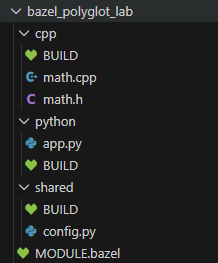 bazel_polyglot_lab
cpp
BUILD
math.cpp
math.h
python
app.py
BUILD
shared
BUILD
config.py
MODULE.bazel